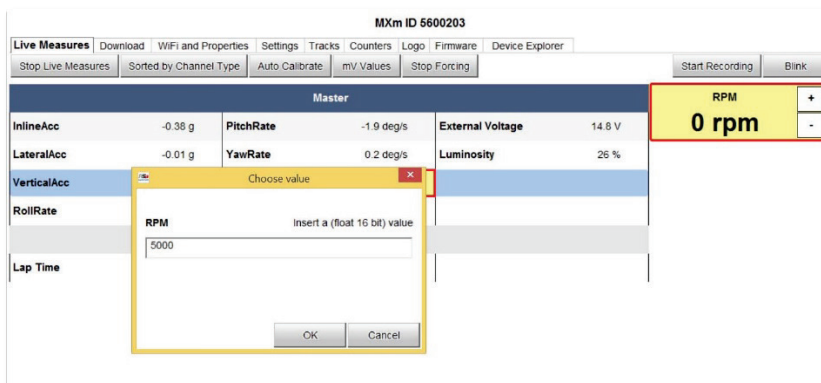 MXm ID 5600203
Live Measures Download WiFi and Properties Settings Tracks Counters Logo Firmware Device Explorer
Stop Live Measures Sorted by Channel Type Auto Calibrate mV Values Stop Forcing Start Recording Blink
Master
RPM +
0 rpm -
InlineAcc -0.38 g PitchRate -1.9 deg/s External Voltage 14.8 V
LateralAcc -0.01 g YawRate 0.2 deg/s Luminosity 26 %
VerticalAcc
RollRate
Lap Time
Choose value x
RPM Insert a (float 16 bit) value
5000
OK Cancel